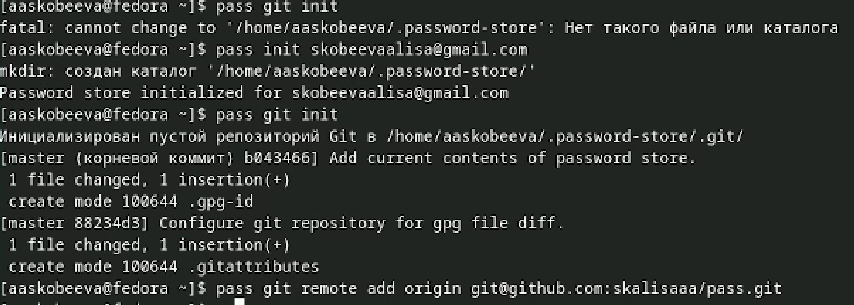 [aaskobeeva@fedora ~]$ pass git init
fatal: cannot change to '/home/aaskobeeva/.password-store': Нет такого файла или каталога
[aaskobeeva@fedora ~]$ pass init skobeevaalisa@gmail.com
mkdir: создан каталог '/home/aaskobeeva/.password-store/'
Password store initialized for skobeevaalisa@gmail.com
[aaskobeeva@fedora ~]$ pass git init
Инициализирован пустой репозиторий Git в /home/aaskobeeva/.password-store/.git/
[master (корневой коммит) b043466] Add current contents of password store.
1 file changed, 1 insertion(+)
create mode 100644 .gpg-id
[master 88234d3] Configure git repository for gpg file diff.
1 file changed, 1 insertion(+)
create mode 100644 .gitattributes
[aaskobeeva@fedora ~]$ pass git remote add origin git@github.com:skalisaaa/pass.git